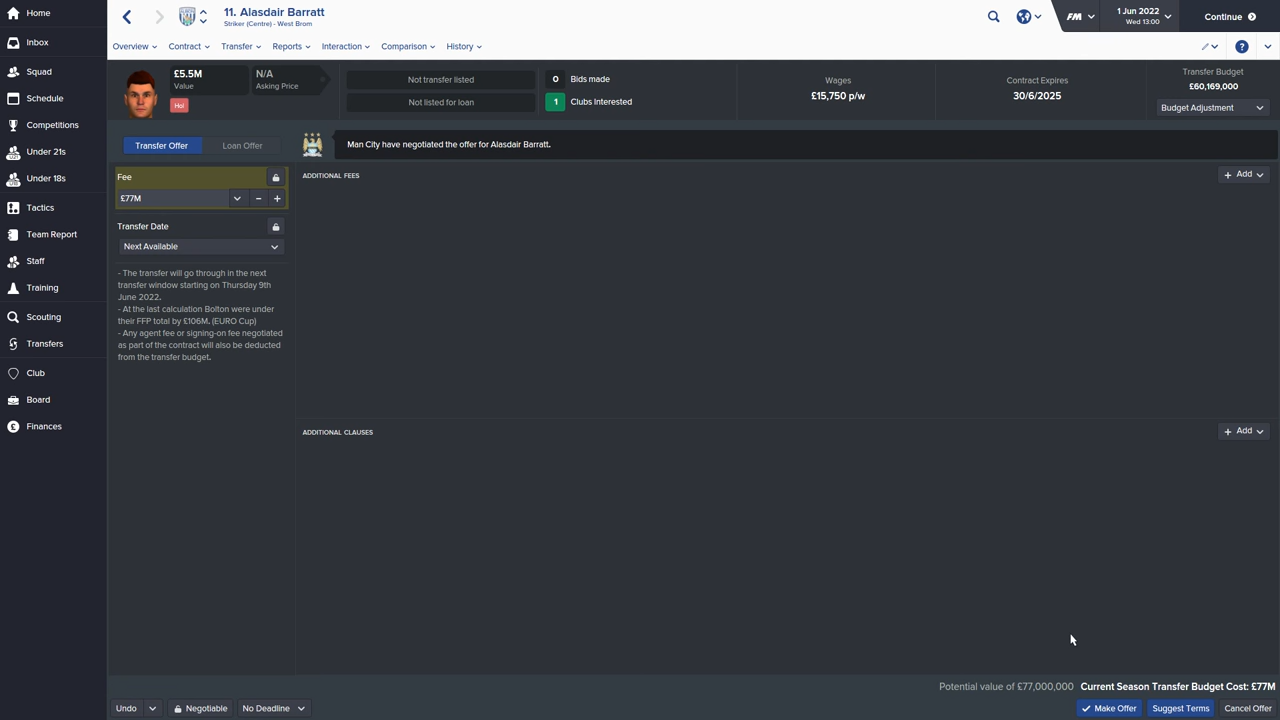 Home
Inbox
Squad
Schedule
Competitions
Under 21s
Under 18s
Tactics
Team Report
Staff
Training
Scouting
Transfers
Club
Board
Finances
11. Alasdair Barratt
Striker (Centre) - West Brom
FM
1 Jun 2022
Wed 13:00
Continue
Overview
Contract
Transfer
Reports
Interaction
Comparison
History
?
£5.5M
Value
Hol
N/A
Asking Price
Not transfer listed
Not listed for loan
0 Bids made
1 Clubs Interested
Wages
£15,750 p/w
Contract Expires
30/6/2025
Transfer Budget
£60,169,000
Budget Adjustment
Transfer Offer
Loan Offer
Man City have negotiated the offer for Alasdair Barratt.
Fee
£77M
Transfer Date
Next Available
- The transfer will go through in the next
transfer window starting on Thursday 9th
June 2022.
- At the last calculation Bolton were under
their FFP total by £106M. (EURO Cup)
- Any agent fee or signing-on fee negotiated
as part of the contract will also be deducted
from the transfer budget.
ADDITIONAL FEES
+ Add
ADDITIONAL CLAUSES
+ Add
Potential value of £77,000,000 Current Season Transfer Budget Cost: £77M
Undo
Negotiable
No Deadline
Make Offer
Suggest Terms
Cancel Offer